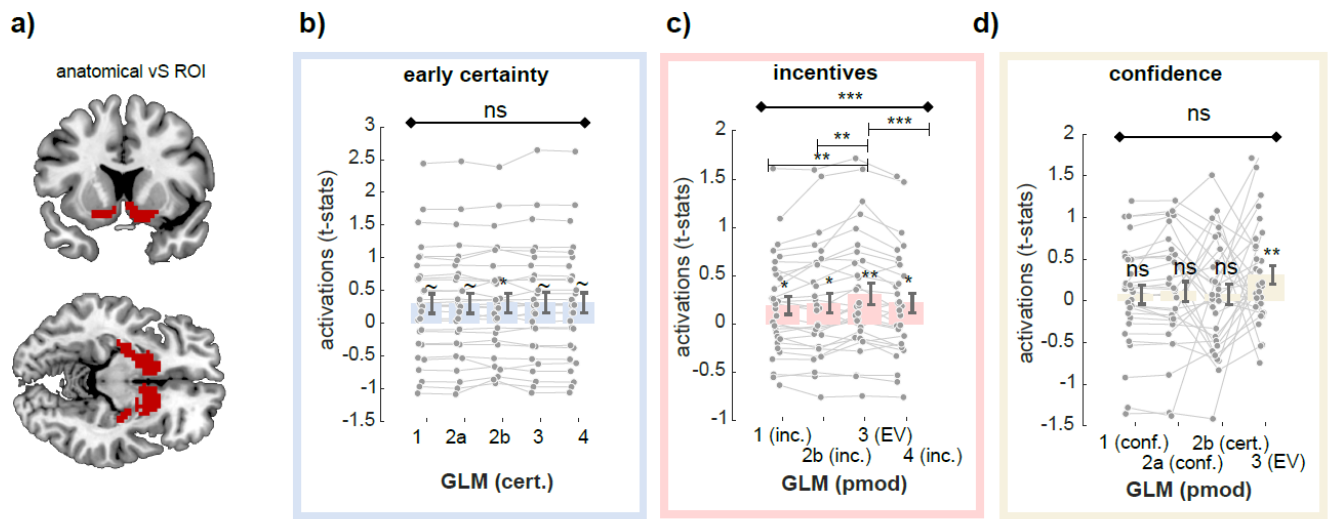 a)
anatomical vS ROI
b)
early certainty
ns
3
2.5
2
1.5
1
0.5
0
-0.5
-1
-1.5
activations (t-stats)
~ ~ * ~ ~
1 2a 2b 3 4
GLM (cert.)
c)
incentives
***
***
**
**
2
1.5
1
0.5
0
-0.5
-1
activations (t-stats)
* * ** *
1 (inc.) 3 (EV)
2b (inc.) 4 (inc.)
GLM (pmod)
d)
confidence
ns
2
1.5
1
0.5
0
-0.5
-1
-1.5
activations (t-stats)
ns ns ns **
1 (conf.) 2b (cert.)
2a (conf.) 3 (EV)
GLM (pmod)